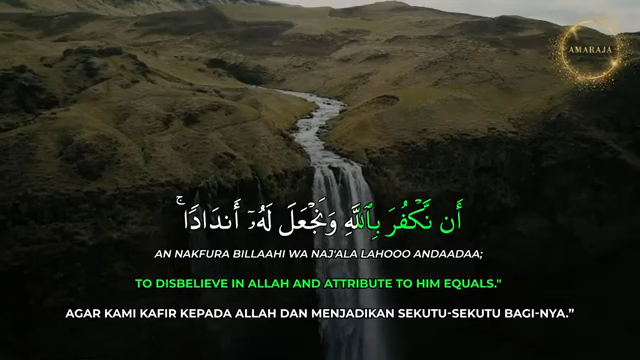 AMARAJA
أَن نَّكْفُرَ بِٱللَّهِ وَنَجْعَلَ لَهُۥٓ أَندَادًا ۚ
AN NAKFURA BILLAAHI WA NAJ'ALA LAHOOO ANDAADAA;
TO DISBELIEVE IN ALLAH AND ATTRIBUTE TO HIM EQUALS."
AGAR KAMI KAFIR KEPADA ALLAH DAN MENJADIKAN SEKUTU-SEKUTU BAGI-NYA.”